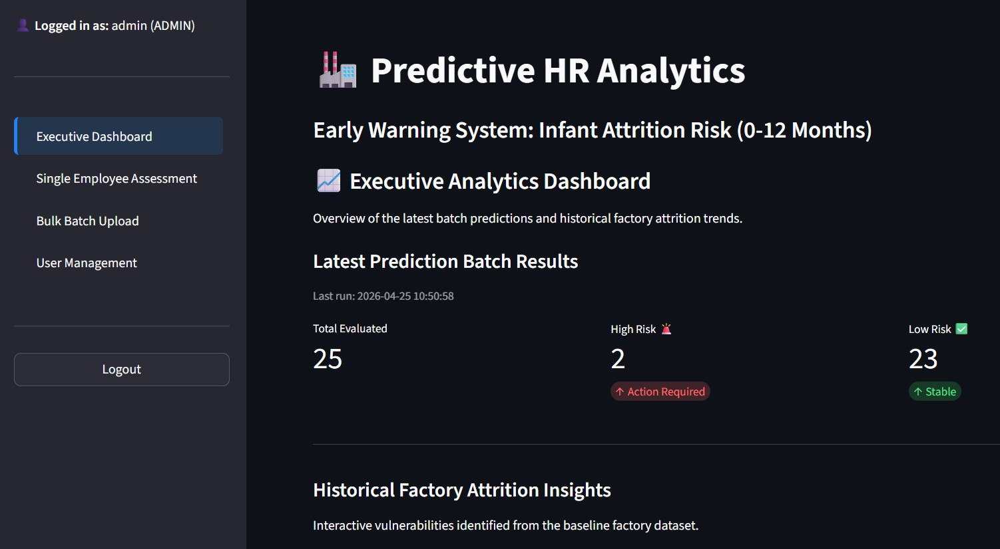 Logged in as: admin (ADMIN)
Executive Dashboard
Single Employee Assessment
Bulk Batch Upload
User Management
Logout
Predictive HR Analytics
Early Warning System: Infant Attrition Risk (0-12 Months)
Executive Analytics Dashboard
Overview of the latest batch predictions and historical factory attrition trends.
Latest Prediction Batch Results
Last run: 2026-04-25 10:50:58
Total Evaluated
25
High Risk
2
↑ Action Required
Low Risk
23
↑ Stable
Historical Factory Attrition Insights
Interactive vulnerabilities identified from the baseline factory dataset.